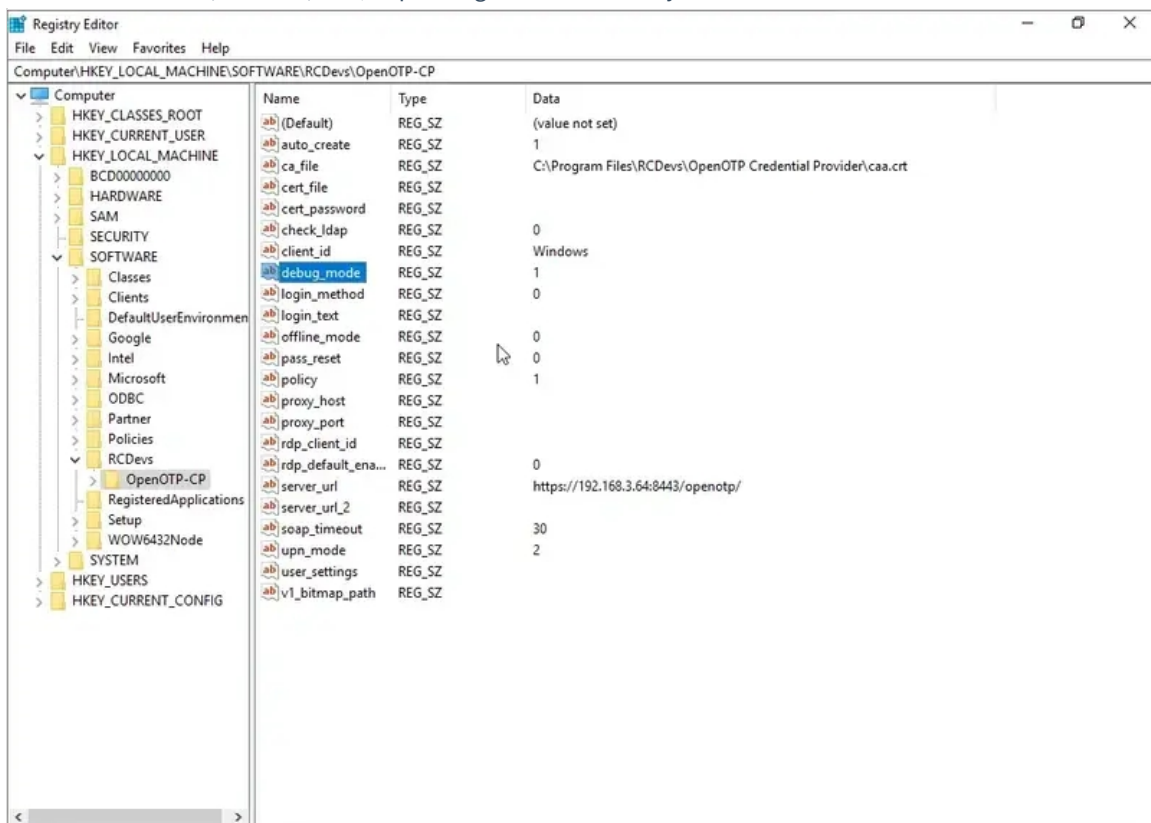 Registry Editor
File Edit View Favorites Help
Computer\HKEY_LOCAL_MACHINE\SOFTWARE\RCDevs\OpenOTP-CP
Computer
HKEY_CLASSES_ROOT
HKEY_CURRENT_USER
HKEY_LOCAL_MACHINE
BCD00000000
HARDWARE
SAM
SECURITY
SOFTWARE
Classes
Clients
DefaultUserEnvironmen
Google
Intel
Microsoft
ODBC
Partner
Policies
RCDevs
OpenOTP-CP
RegisteredApplications
Setup
WOW6432Node
SYSTEM
HKEY_USERS
HKEY_CURRENT_CONFIG
Name Type Data
(Default) REG_SZ (value not set)
auto_create REG_SZ 1
ca_file REG_SZ C:\Program Files\RCDevs\OpenOTP Credential Provider\caa.crt
cert_file REG_SZ
cert_password REG_SZ
check_ldap REG_SZ 0
client_id REG_SZ Windows
debug_mode REG_SZ 1
login_method REG_SZ 0
login_text REG_SZ
offline_mode REG_SZ 0
pass_reset REG_SZ 0
policy REG_SZ 1
proxy_host REG_SZ
proxy_port REG_SZ
rdp_client_id REG_SZ
rdp_default_ena... REG_SZ 0
server_url REG_SZ https://192.168.3.64:8443/openotp/
server_url_2 REG_SZ
soap_timeout REG_SZ 30
upn_mode REG_SZ 2
user_settings REG_SZ
v1_bitmap_path REG_SZ